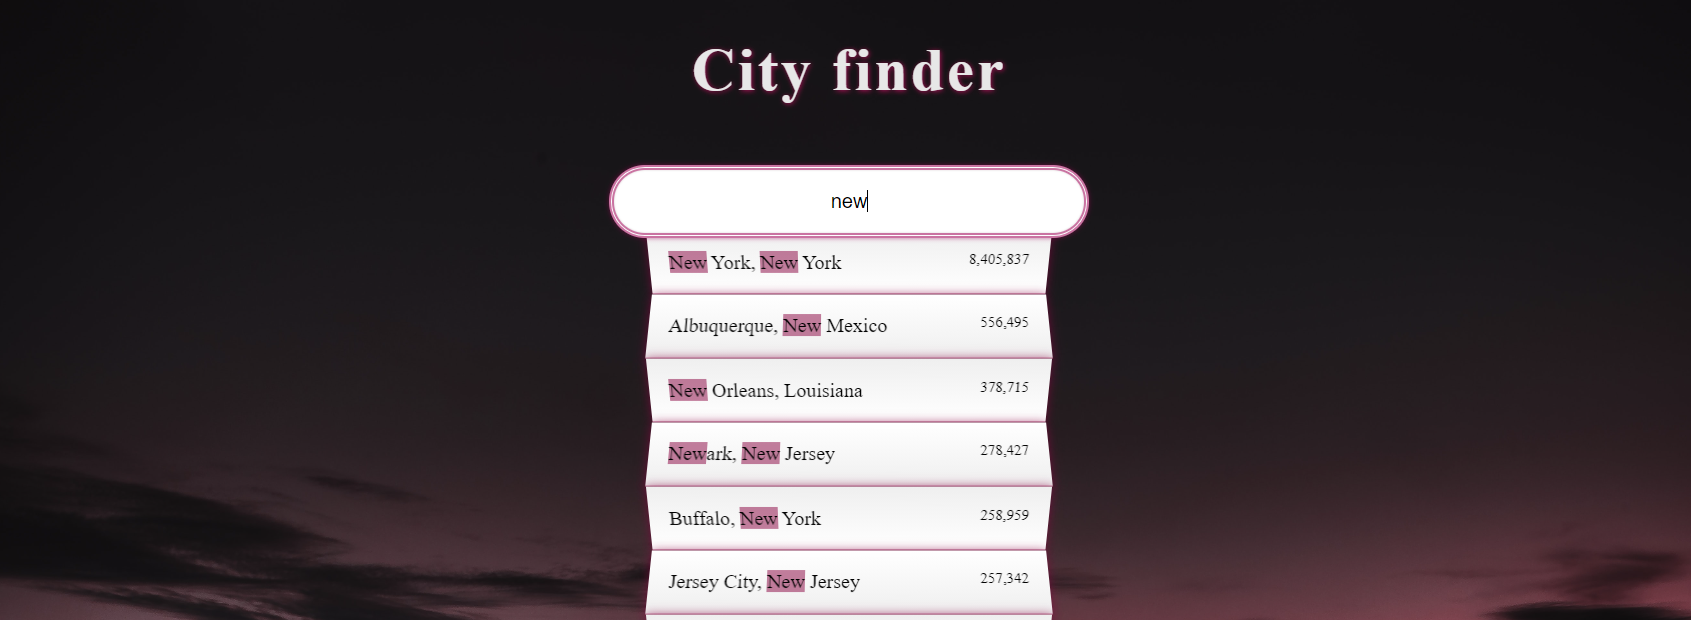 City finder
new
New York, New York 8,405,837
Albuquerque, New Mexico 556,495
New Orleans, Louisiana 378,715
Newark, New Jersey 278,427
Buffalo, New York 258,959
Jersey City, New Jersey 257,342